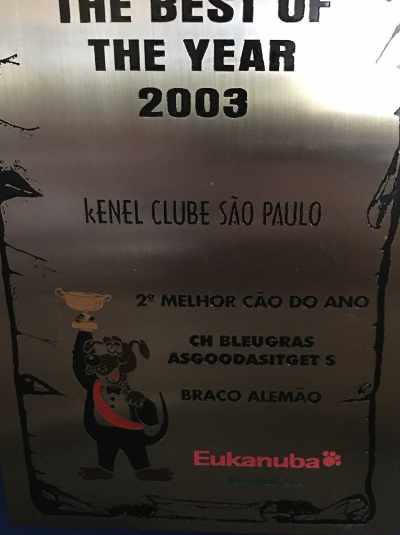 THE BEST OF
THE YEAR
2003
kENEL CLUBE SÃO PAULO
2º MELHOR CÃO DO ANO
CH BLEUGRAS
ASGOODASITGET S
BRACO ALEMÃO
Eukanuba